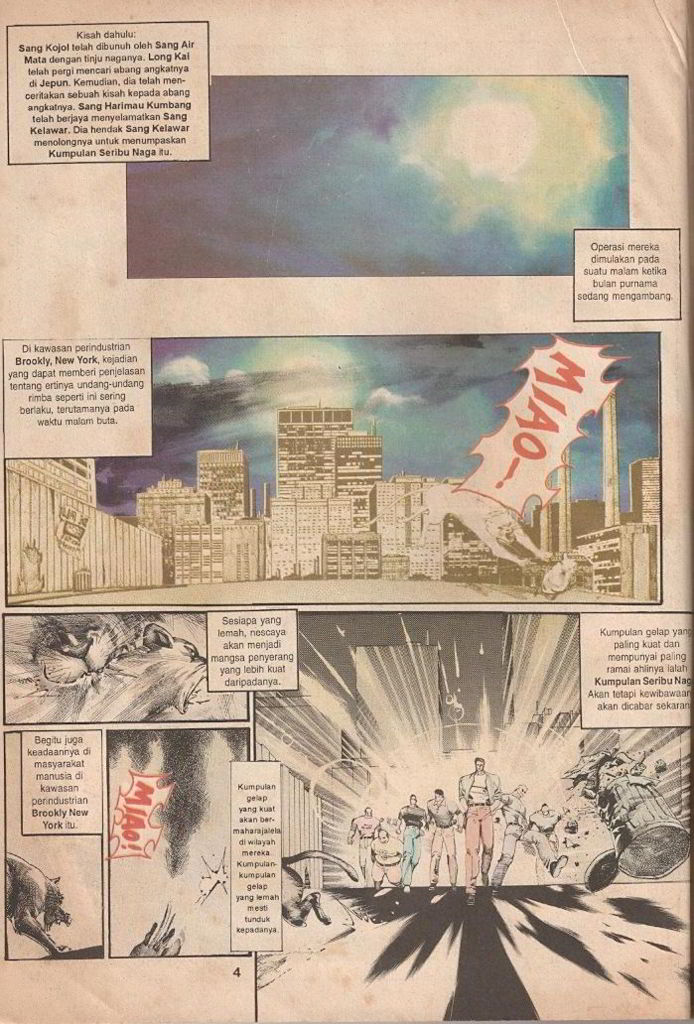 Kisah dahulu:
Sang Kojol telah dibunuh oleh Sang Air
Mata dengan tinju naganya. Long Kai
telah pergi mencari abang angkatnya
di Jepun. Kemudian, dia telah men-
ceritakan sebuah kisah kepada abang
angkatnya. Sang Harimau Kumbang
telah berjaya menyelamatkan Sang
Kelawar. Dia hendak Sang Kelawar
menolongnya untuk menumpaskan
Kumpulan Seribu Naga itu.
Operasi mereka
dimulakan pada
suatu malam ketika
bulan purnama
sedang mengambang.
Di kawasan perindustrian
Brookly, New York, kejadian
yang dapat memberi penjelasan
tentang ertinya undang-undang
rimba seperti ini sering
berlaku, terutamanya pada
waktu malam buta.
MIAO-
Sesiapa yang
lemah, nescaya
akan menjadi
mangsa penyerang
yang lebih kuat
daripadanya.
Kumpulan gelap yang
paling kuat dan
mempunyai paling
ramai ahlinya ialah
Kumpulan Seribu Nag
Akan tetapi kewibawaan
akan dicabar sekaran
Begitu juga
keadaannya di
masyarakat
manusia di
kawasan
perindustrian
Brookly New
York itu.
MIAO!
Kumpulan
gelap
yang kuat
akan ber-
maharajalela
di wilayah
mereka.
Kumpulan-
kumpulan
gelap
yang lemah
mesti
tunduk
kepadanya.
4